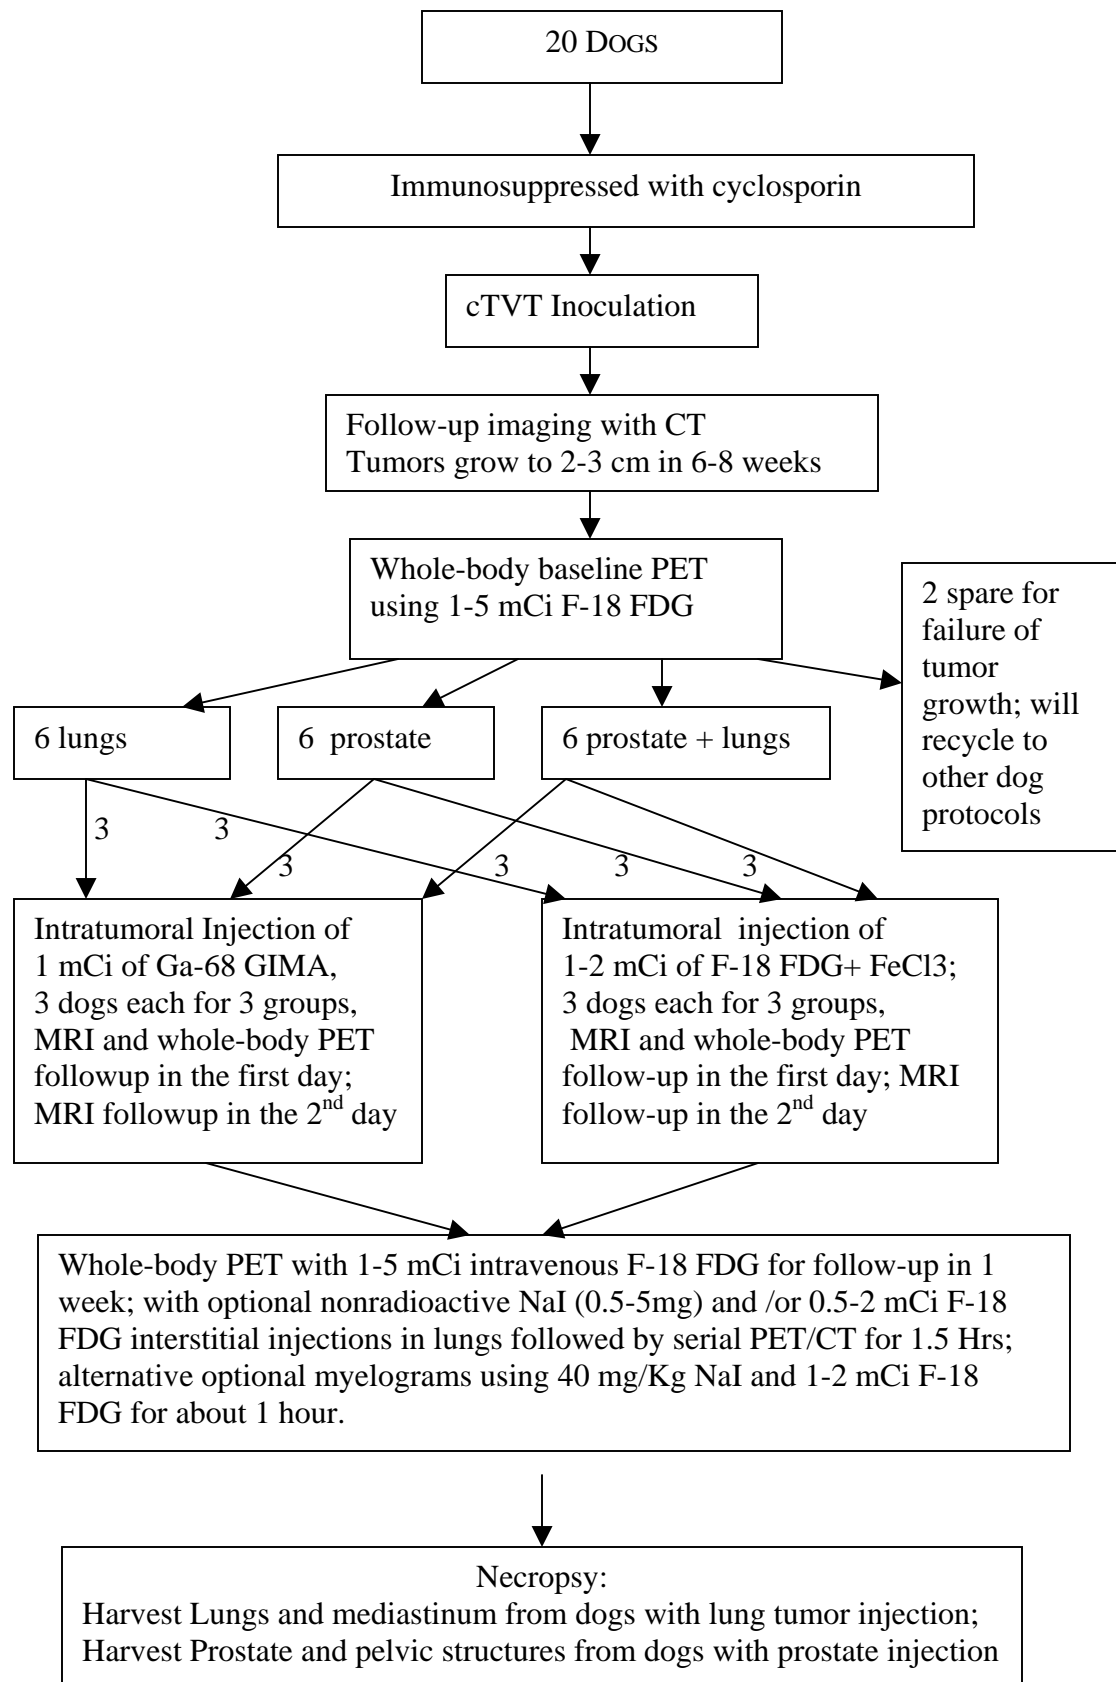 20 DOGS
Immunosuppressed with cyclosporin
cTVT Inoculation
Follow-up imaging with CT
Tumors grow to 2-3 cm in 6-8 weeks
Whole-body baseline PET
using 1-5 mCi F-18 FDG
2 spare for
failure of
tumor
growth; will
recycle to
other dog
protocols
6 lungs
6 prostate
6 prostate + lungs
3
3
3
3
3
3
Intratumoral Injection of
1 mCi of Ga-68 GIMA,
3 dogs each for 3 groups,
MRI and whole-body PET
followup in the first day;
MRI followup in the 2nd day
Intratumoral injection of
1-2 mCi of F-18 FDG+ FeCl3;
3 dogs each for 3 groups,
MRI and whole-body PET
follow-up in the first day; MRI
follow-up in the 2nd day
Whole-body PET with 1-5 mCi intravenous F-18 FDG for follow-up in 1
week; with optional nonradioactive NaI (0.5-5mg) and /or 0.5-2 mCi F-18
FDG interstitial injections in lungs followed by serial PET/CT for 1.5 Hrs;
alternative optional myelograms using 40 mg/Kg NaI and 1-2 mCi F-18
FDG for about 1 hour.
Necropsy:
Harvest Lungs and mediastinum from dogs with lung tumor injection;
Harvest Prostate and pelvic structures from dogs with prostate injection